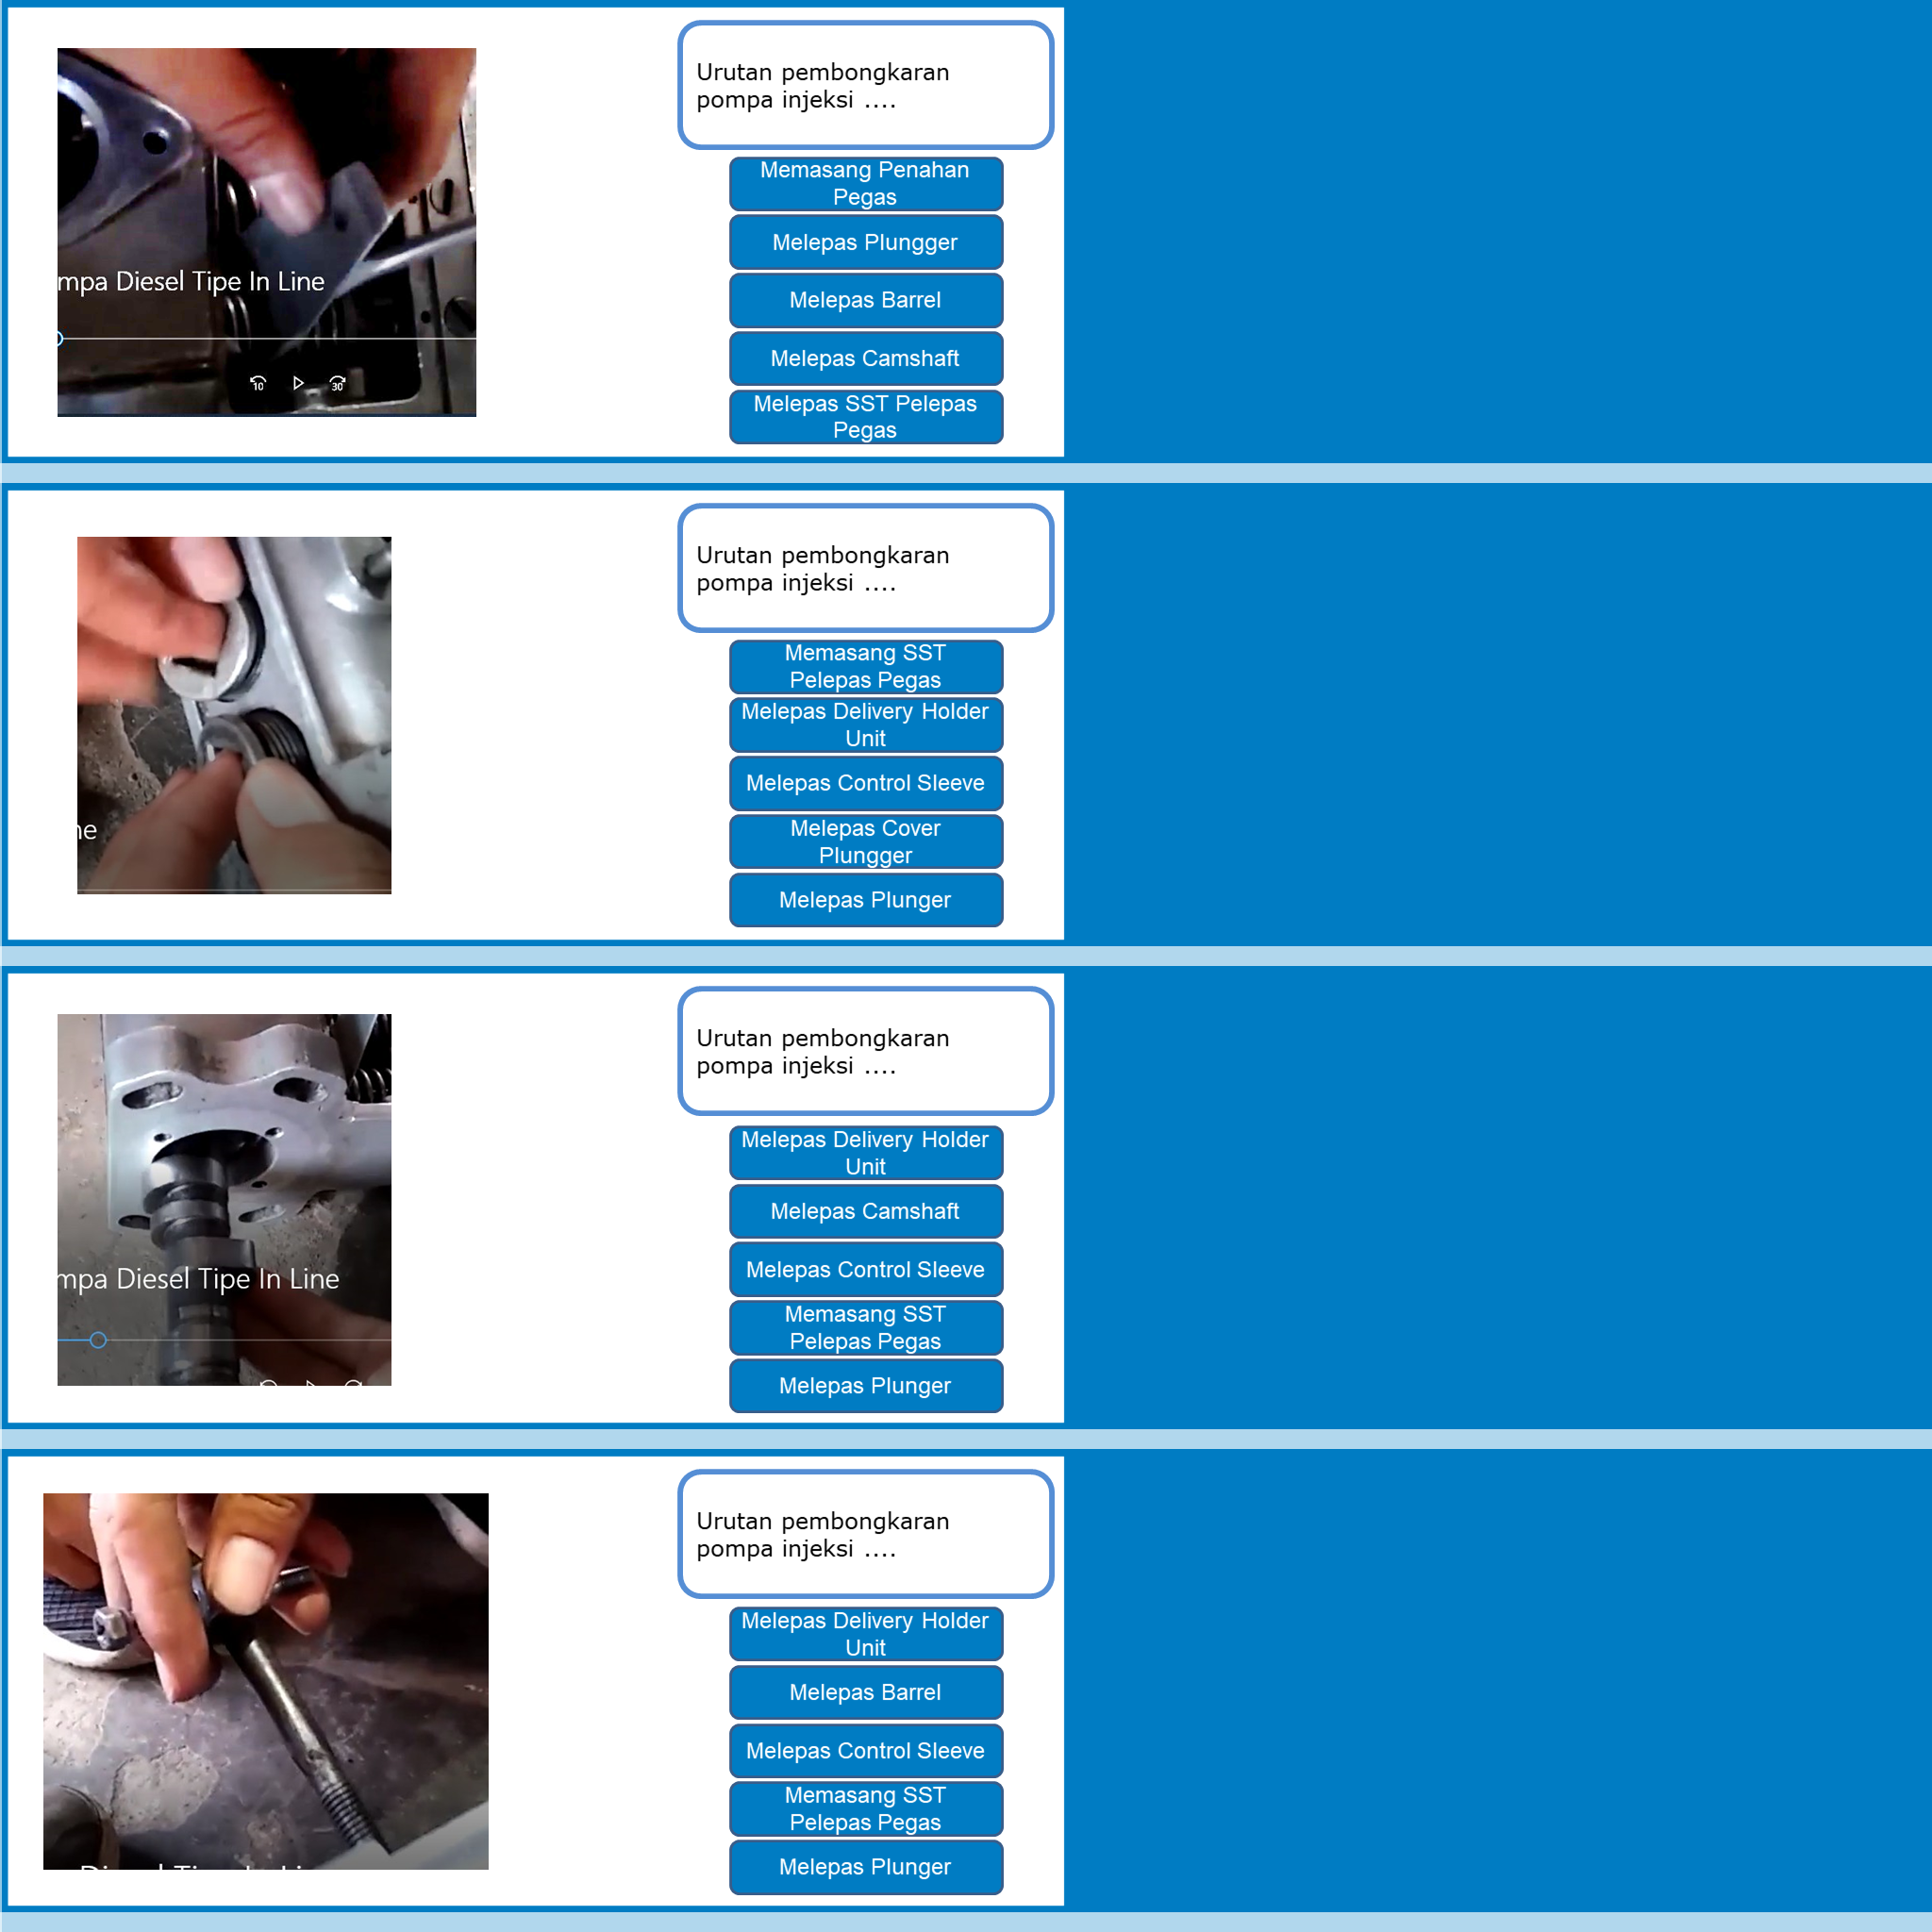 Urutan pembongkaran
pompa injeksi ....
Memasang Penahan
Pegas
Melepas Plungger
Melepas Barrel
Melepas Camshaft
Melepas SST Pelepas
Pegas
mpa Diesel Tipe In Line
10
30
Urutan pembongkaran
pompa injeksi ....
Memasang SST
Pelepas Pegas
Melepas Delivery Holder
Unit
Melepas Control Sleeve
Melepas Cover
Plungger
Melepas Plunger
ne
Urutan pembongkaran
pompa injeksi ....
Melepas Delivery Holder
Unit
Melepas Camshaft
Melepas Control Sleeve
Memasang SST
Pelepas Pegas
Melepas Plunger
mpa Diesel Tipe In Line
Urutan pembongkaran
pompa injeksi ....
Melepas Delivery Holder
Unit
Melepas Barrel
Melepas Control Sleeve
Memasang SST
Pelepas Pegas
Melepas Plunger